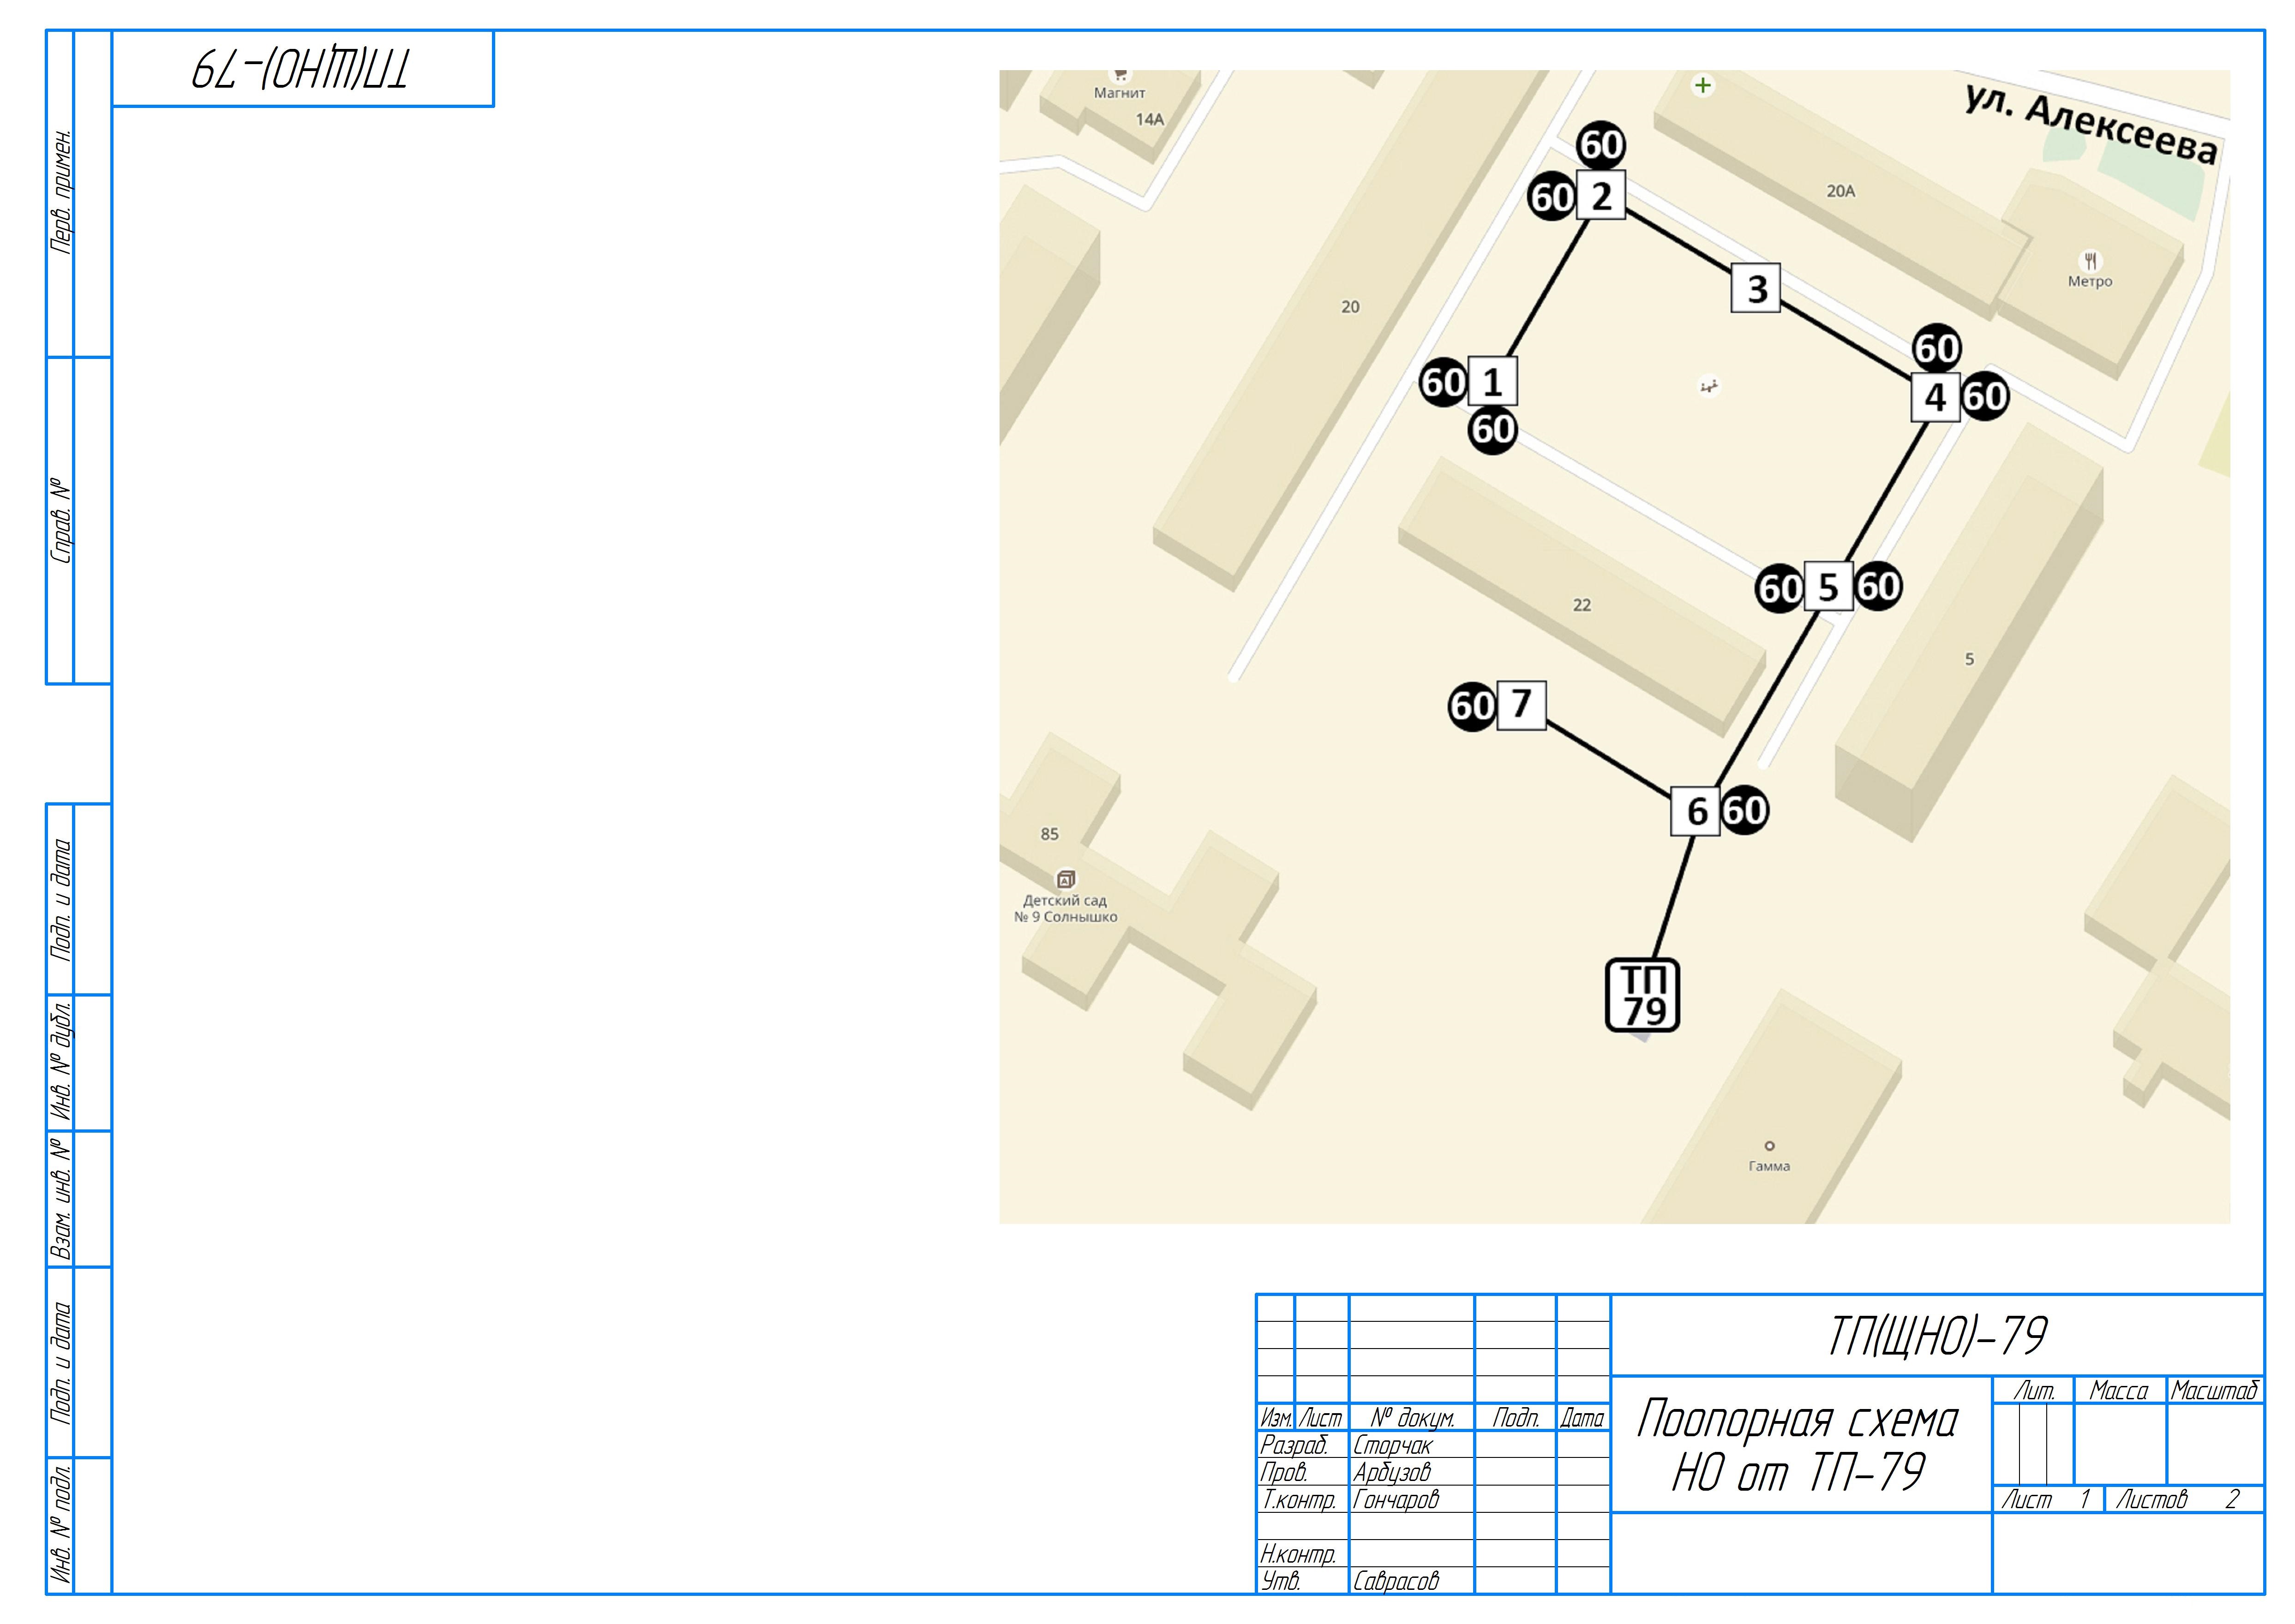 ТП(ЩНО)-79
Перв. примен.
Справ. №
Подп. и дата
Инв. № дубл.
Взам. инв. №
Подп. и дата
Инв. № подл.
Магнит
14А
ул. Алексеева
60
60 2
20А
3
Метро
20
60
60 1
4 60
60
60 5 60
22
5
60 7
6 60
85
Детский сад
№ 9 Солнышко
ТП
79
Гамма
ТП(ЩНО)-79
Поопорная схема
НО от ТП-79
Лит. Масса Масштаб
Лист 1 Листов 2
Изм. Лист № докум. Подп. Дата
Разраб. Сторчак
Пров. Арбузов
Т.контр. Гончаров
Н.контр.
Утв. Саврасов